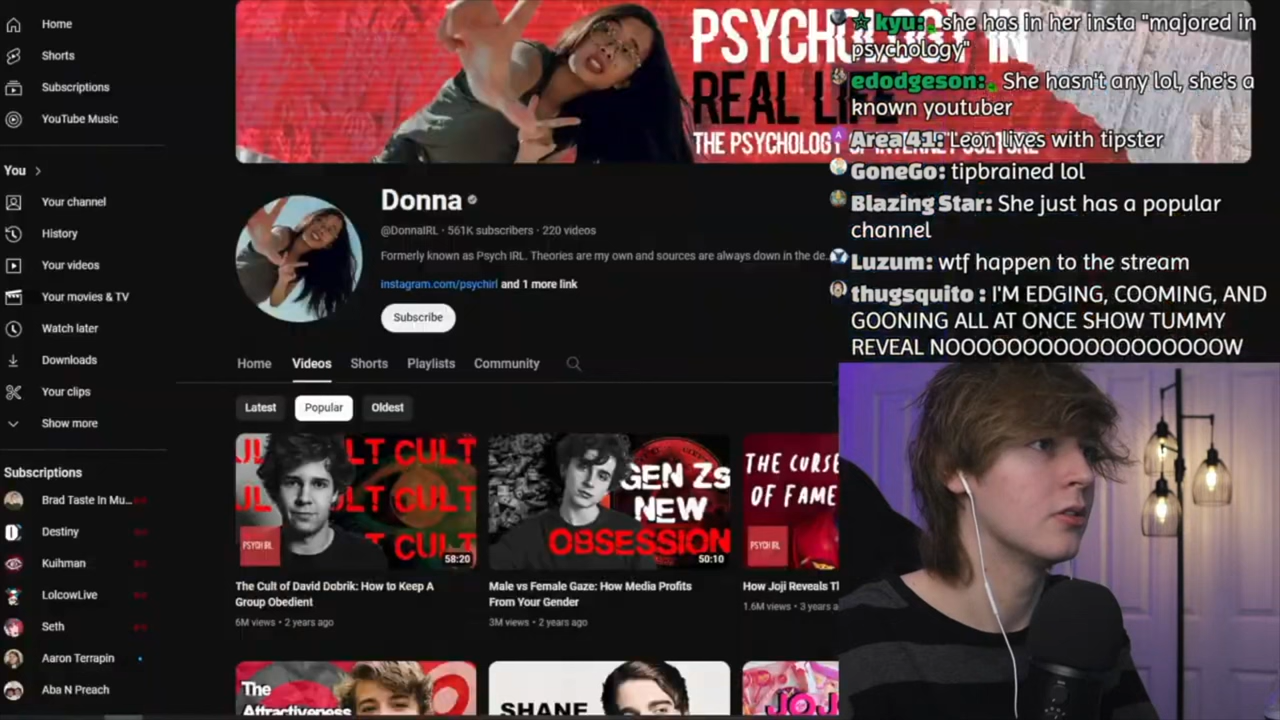 Home
Shorts
Subscriptions
YouTube Music
You
Your channel
History
Your videos
Your movies & TV
Watch later
Downloads
Your clips
Show more
Subscriptions
Brad Taste In Mu...
Destiny
Kuihman
LolcowLive
Seth
Aaron Terrapin
Aba N Preach
PSYCHOLOGY IN
REAL LIFE
THE PSYCHOLOGY OF INTERNET CULTURE
Donna
@DonnaIRL · 561K subscribers · 220 videos
Formerly known as Psych IRL. Theories are my own and sources are always down in the de...
instagram.com/psychirl and 1 more link
Subscribe
Home Videos Shorts Playlists Community
Latest Popular Oldest
CULT CULT
CULT
CULT
PSYCH IRL
58:20
The Cult of David Dobrik: How to Keep A
Group Obedient
6M views • 2 years ago
GEN Zs
NEW
OBSESSION
50:10
Male vs Female Gaze: How Media Profits
From Your Gender
3M views • 2 years ago
THE CURSE
OF FAME
PSYCH IRL
How Joji Reveals Th
1.6M views • 3 years a
The
Attractiveness
SHANE
JOJ
kyu: she has in her insta "majored in
psychology"
edodgeson: She hasn't any lol, she's a
known youtuber
Area41: Leon lives with tipster
GoneGo: tipbrained lol
Blazing Star: She just has a popular
channel
Luzum: wtf happen to the stream
thugsquito : I'M EDGING, COOMING, AND
GOONING ALL AT ONCE SHOW TUMMY
REVEAL NOOOOOOOOOOOOOOOOOOW